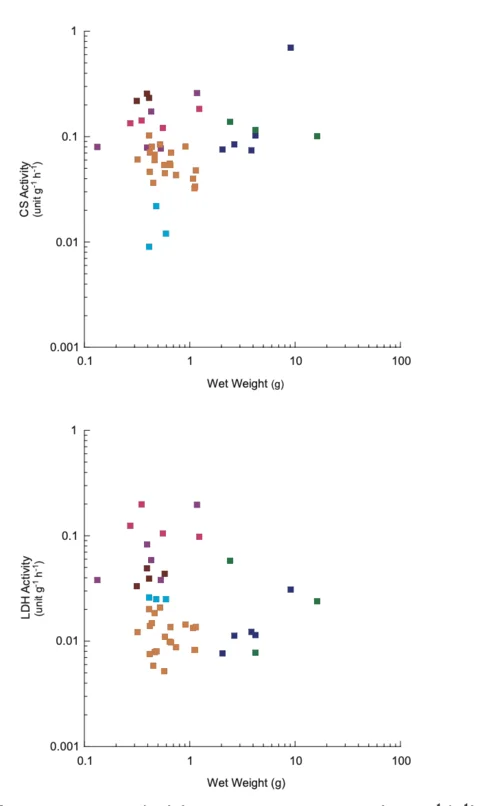 1
0.1
CS Activity
(unit g-1 h-1)
0.01
0.001
0.1 1 10 100
Wet Weight (g)
1
0.1
LDH Activity
(unit g-1 h-1)
0.01
0.001
0.1 1 10 100
Wet Weight (g)